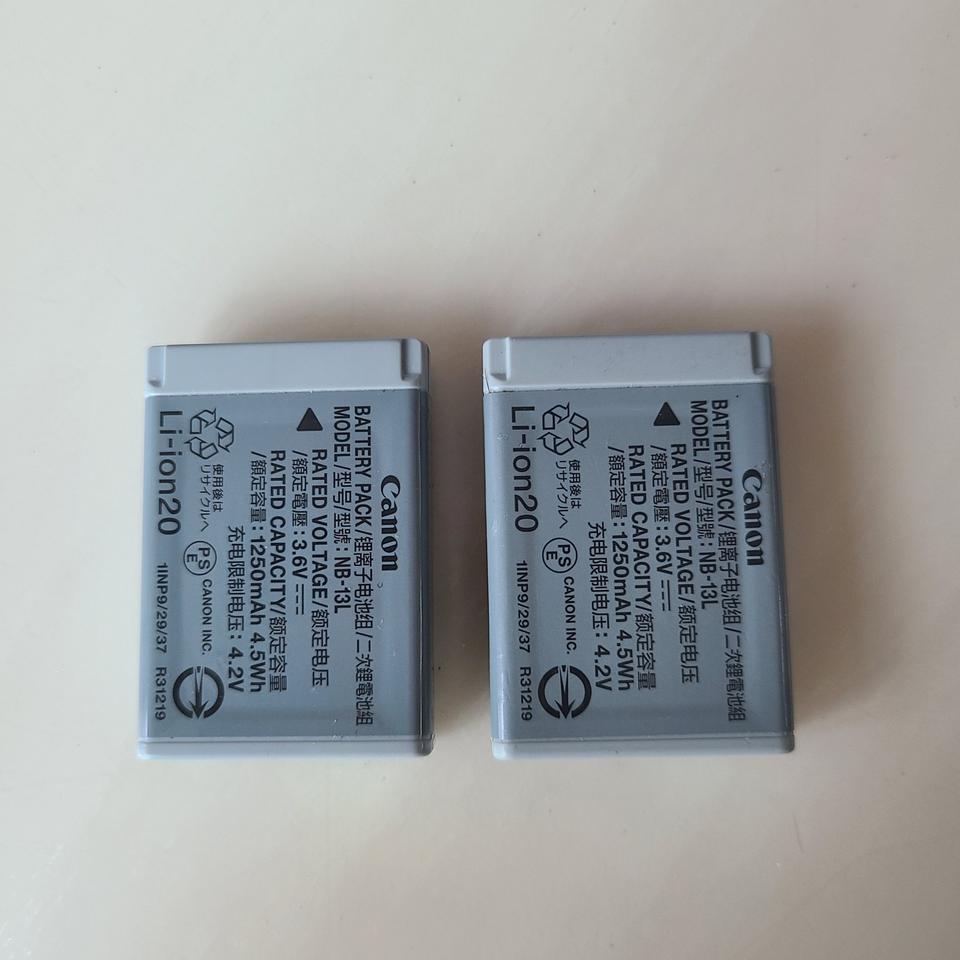 Canon
BATTERY PACK/锂离子电池组/二次鋰電池組
MODEL/型号/型號：NB-13L
RATED VOLTAGE/额定电压
/額定電壓：3.6V
RATED CAPACITY/额定容量
/額定容量：1250mAh 4.5Wh
充电限制电压：4.2V
使用後は
リサイクルへ
PS
E
CANON INC.
Li-ion20
1INP9/29/37
R31219
Canon
BATTERY PACK/锂离子电池组/二次鋰電池組
MODEL/型号/型號：NB-13L
RATED VOLTAGE/额定电压
/額定電壓：3.6V
RATED CAPACITY/额定容量
/額定容量：1250mAh 4.5Wh
充电限制电压：4.2V
使用後は
リサイクルへ
PS
E
CANON INC.
Li-ion20
1INP9/29/37
R31219